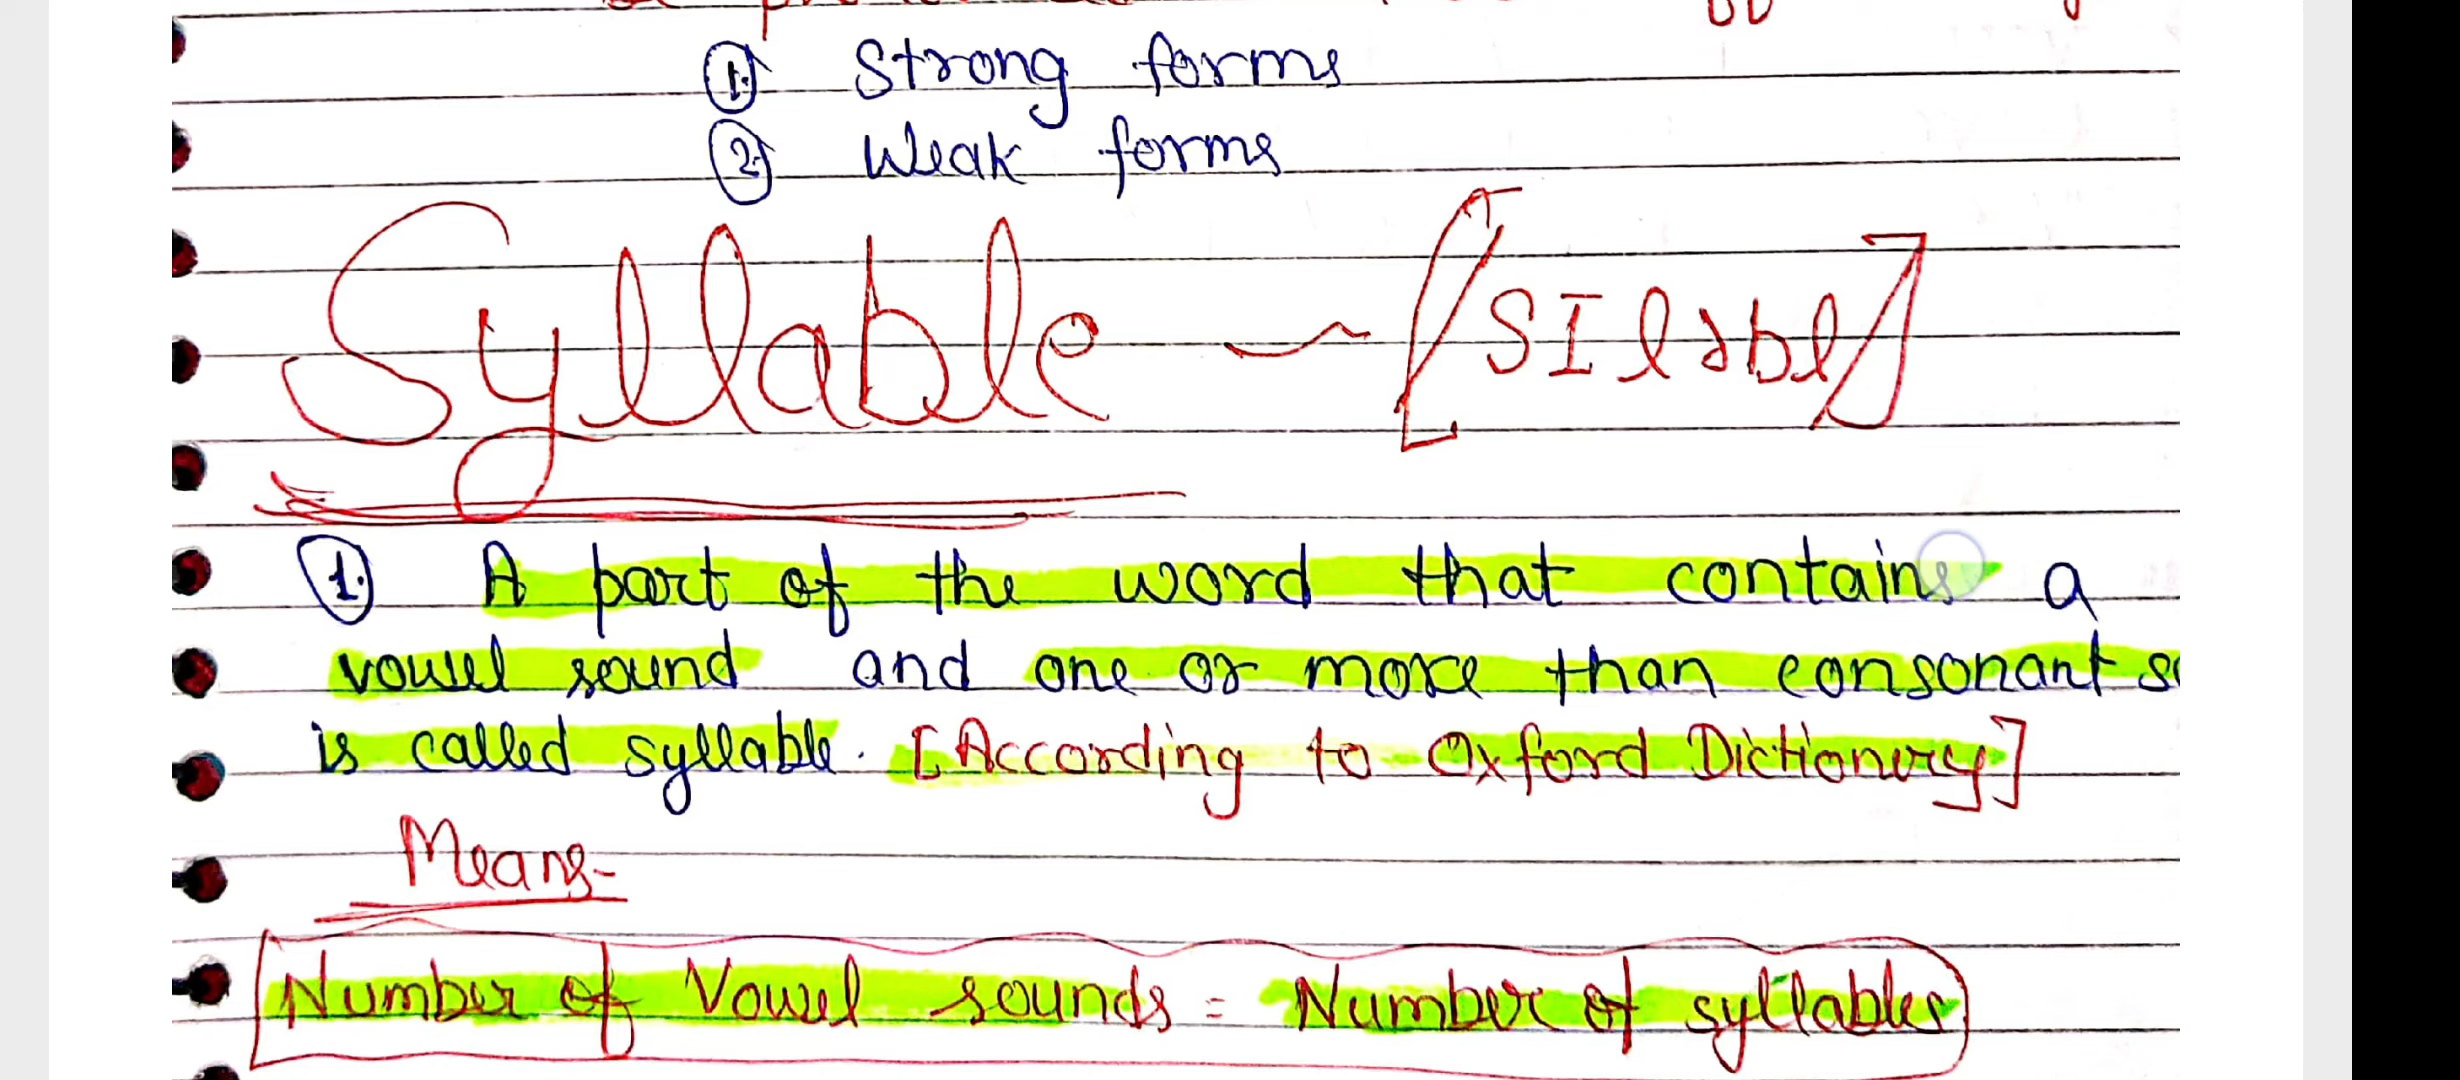 ① Strong forms
② Weak forms
Syllable ~ [/sɪləbl/]
① A part of the word that contains a
vowel sound and one or more than consonant
is called syllable. [According to Oxford Dictionery]
Means-
Number of Vowel sounds = Number of syllables